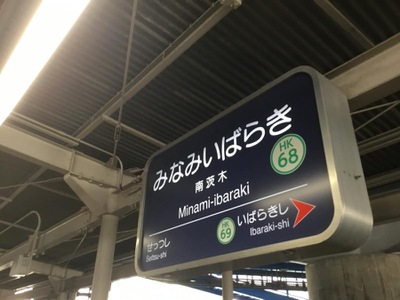 みなみいばらき
HK
68
南茨木
Minami-ibaraki
せっつし
Settsu-shi
HK
69
いばらきし
Ibaraki-shi